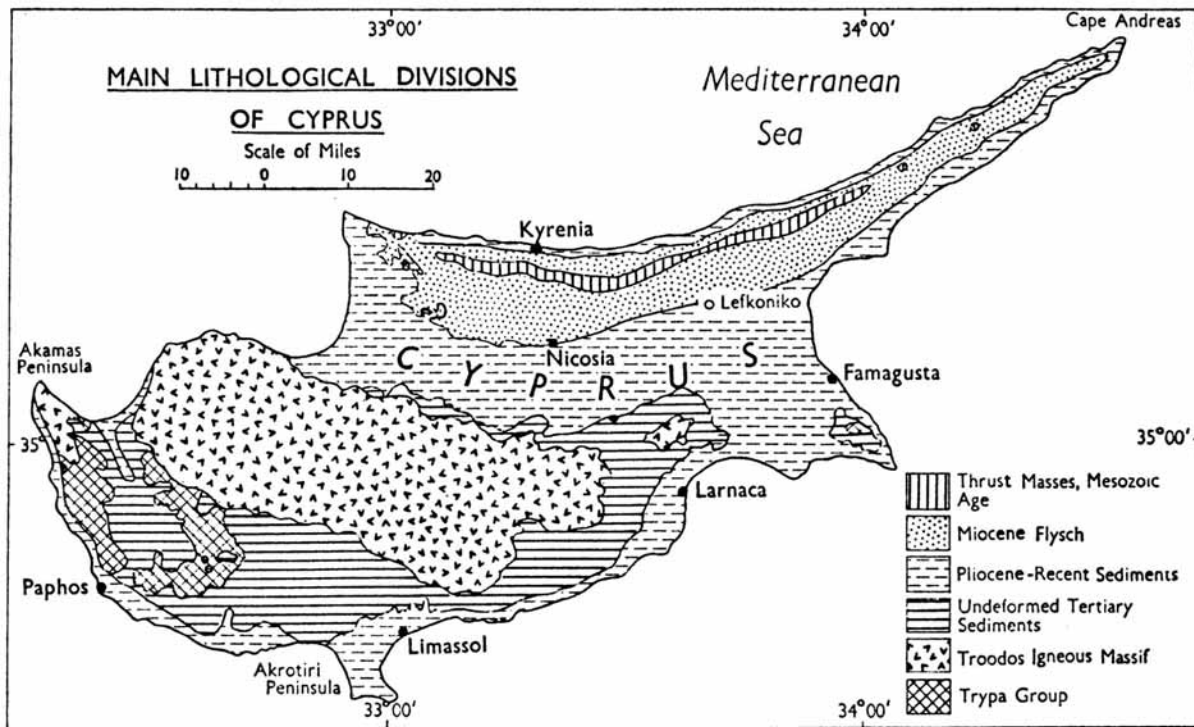 33°00'
34°00'
Cape Andreas
MAIN LITHOLOGICAL DIVISIONS
OF CYPRUS
Scale of Miles
10 0 10 20
Mediterranean
Sea
Kyrenia
Lefkoniko
Akamas
Peninsula
Nicosia
CYPRUS
Famagusta
35°
35°00'
Larnaca
Paphos
Limassol
Akrotiri
Peninsula
Thrust Masses, Mesozoic
Age
Miocene Flysch
Pliocene-Recent Sediments
Undeformed Tertiary
Sediments
Troodos Igneous Massif
Trypa Group
33°00'
34°00'